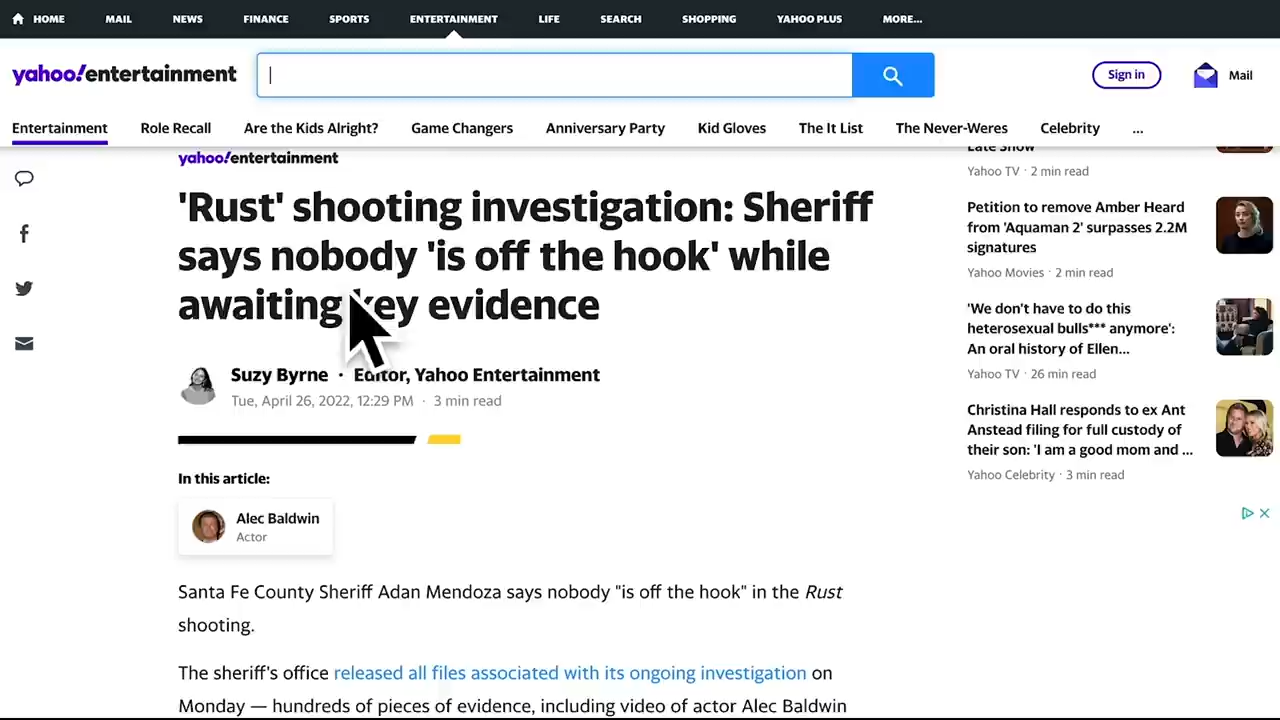 HOME MAIL NEWS FINANCE SPORTS ENTERTAINMENT LIFE SEARCH SHOPPING YAHOO PLUS MORE...
yahoo!entertainment
Sign in
Mail
Entertainment Role Recall Are the Kids Alright? Game Changers Anniversary Party Kid Gloves The It List The Never-Weres Celebrity ...
yahoo!entertainment
'Rust' shooting investigation: Sheriff
says nobody 'is off the hook' while
awaiting key evidence
Suzy Byrne · Editor, Yahoo Entertainment
Tue, April 26, 2022, 12:29 PM · 3 min read
In this article:
Alec Baldwin
Actor
Santa Fe County Sheriff Adan Mendoza says nobody "is off the hook" in the Rust
shooting.
The sheriff's office released all files associated with its ongoing investigation on
Monday — hundreds of pieces of evidence, including video of actor Alec Baldwin
Late Show
Yahoo TV · 2 min read
Petition to remove Amber Heard
from 'Aquaman 2' surpasses 2.2M
signatures
Yahoo Movies · 2 min read
'We don't have to do this
heterosexual bulls*** anymore':
An oral history of Ellen...
Yahoo TV · 26 min read
Christina Hall responds to ex Ant
Anstead filing for full custody of
their son: 'I am a good mom and ...
Yahoo Celebrity · 3 min read